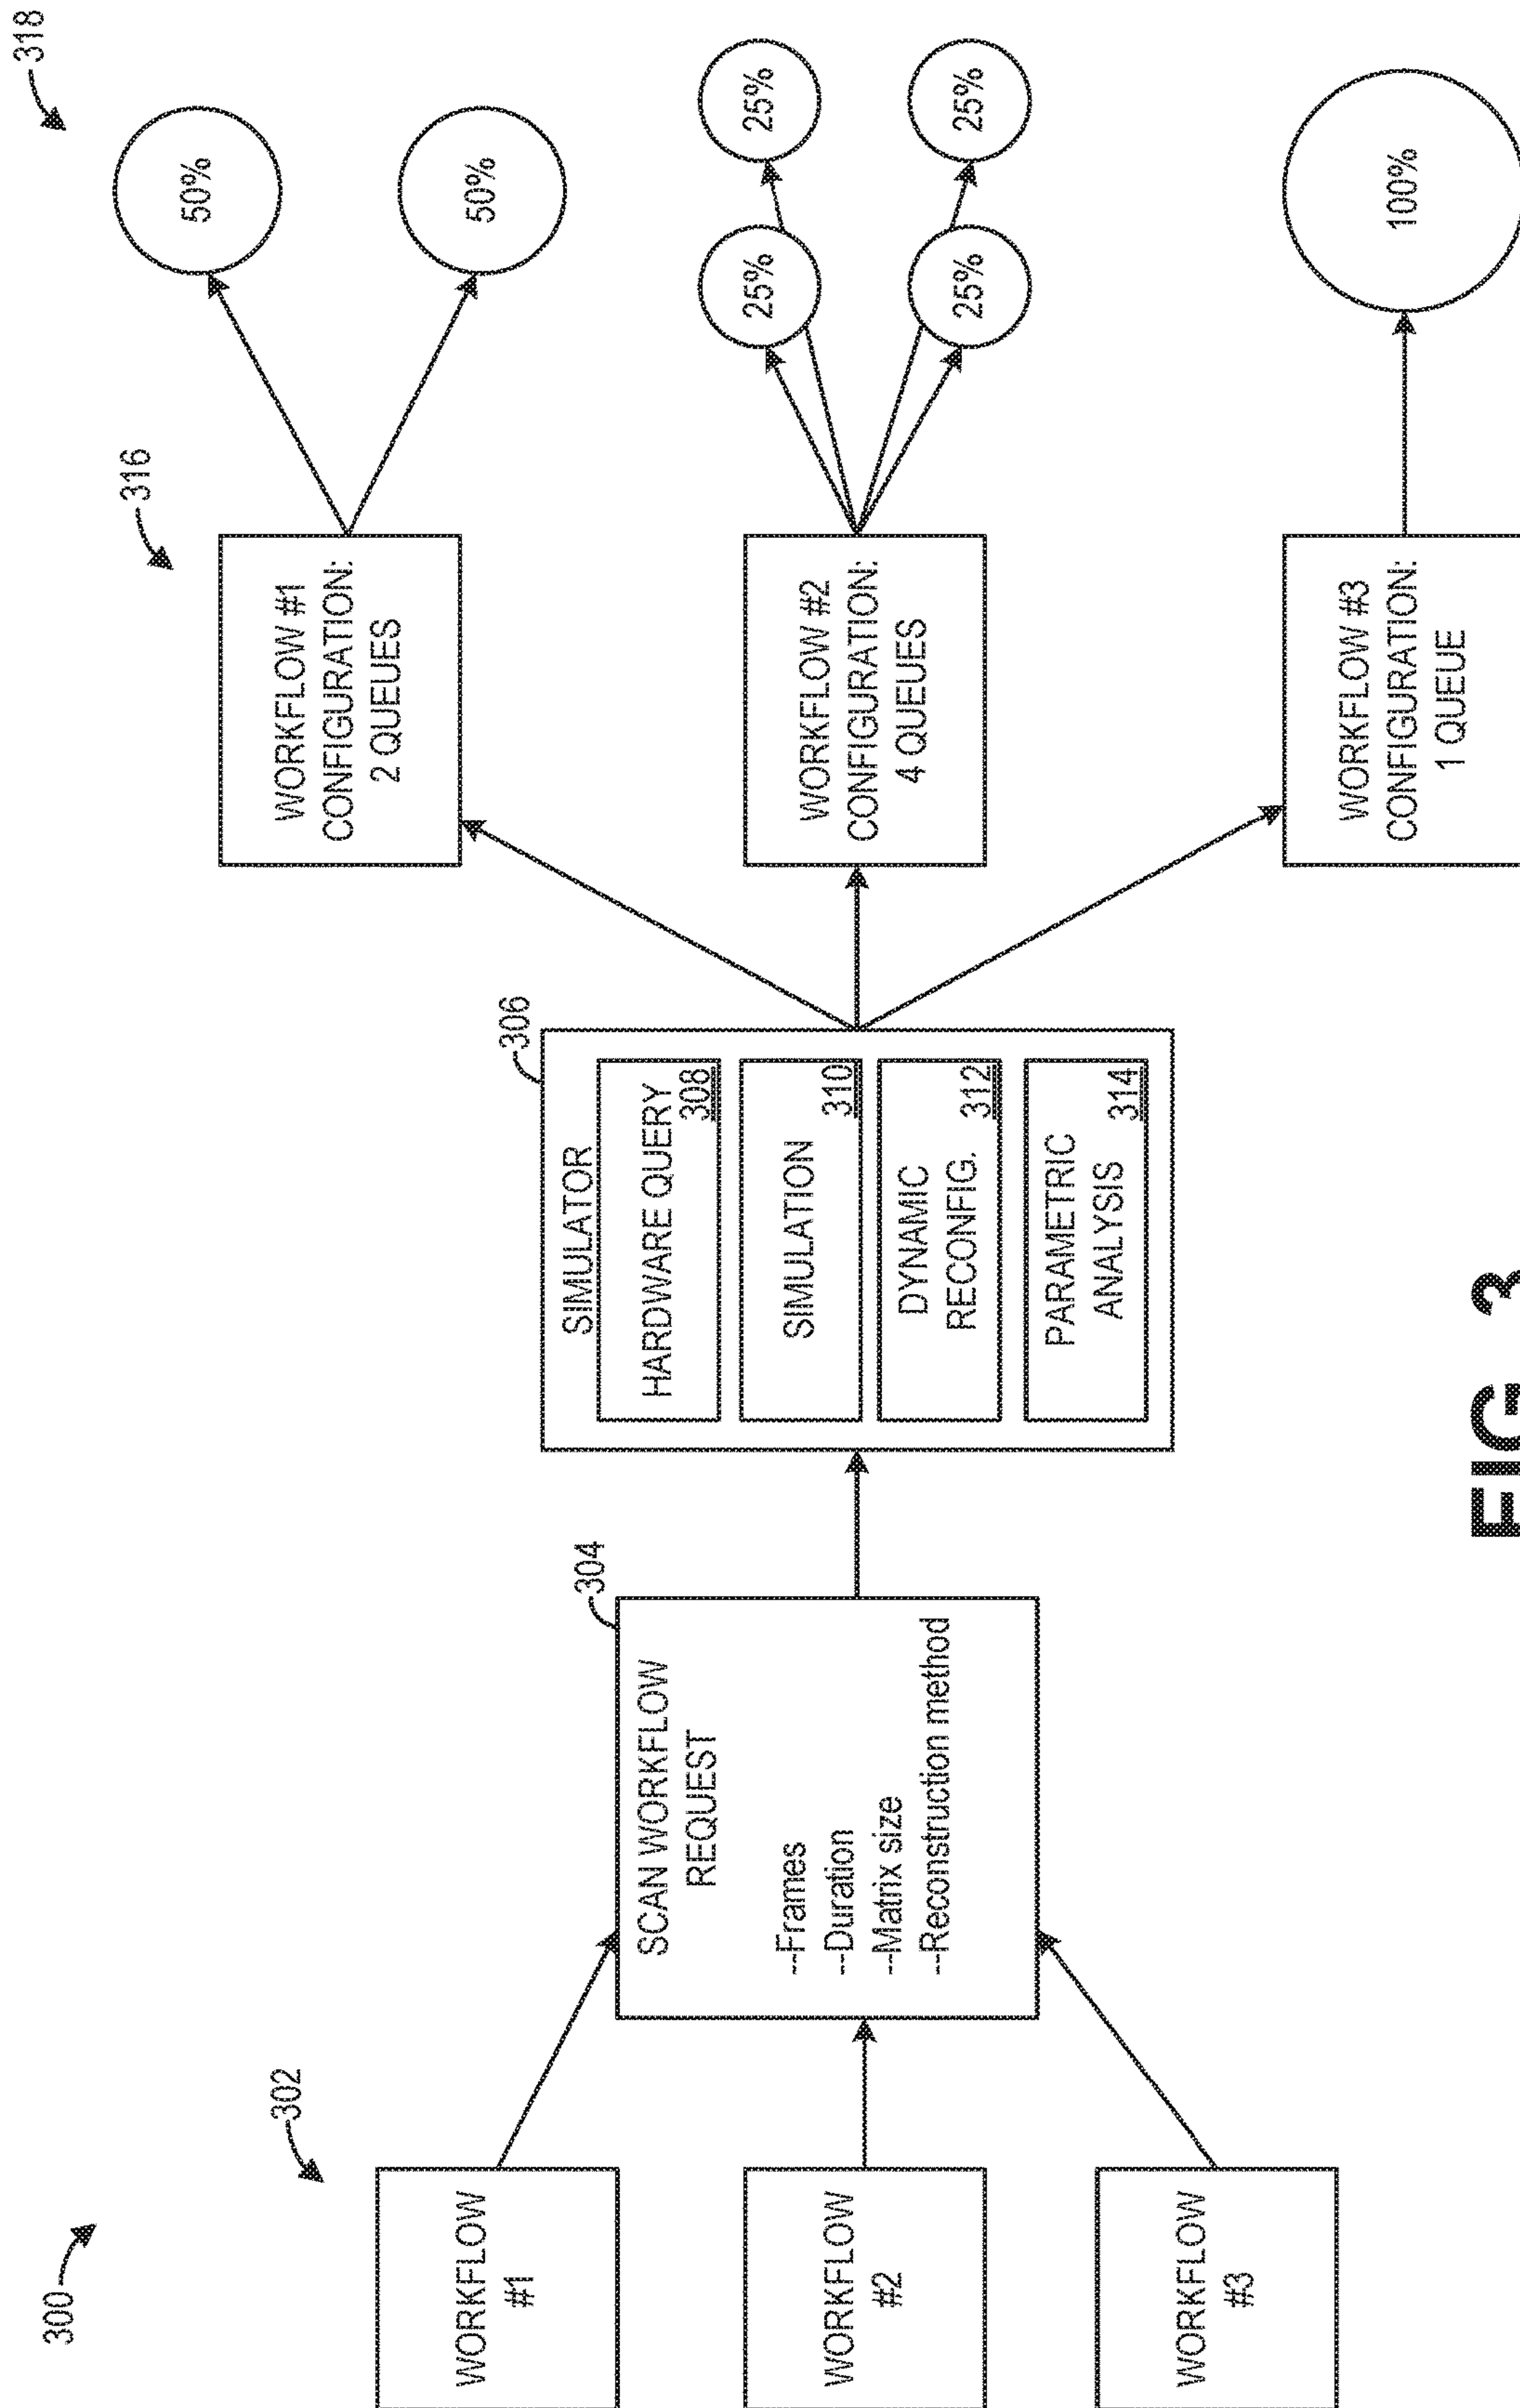 300
302
WORKFLOW
#1
WORKFLOW
#2
WORKFLOW
#3
304
SCAN WORKFLOW
REQUEST
--Frames
--Duration
--Matrix size
--Reconstruction method
306
SIMULATOR
HARDWARE QUERY
308
SIMULATION
310
DYNAMIC
RECONFIG.
312
PARAMETRIC
ANALYSIS
314
316
WORKFLOW #1
CONFIGURATION:
2 QUEUES
WORKFLOW #2
CONFIGURATION:
4 QUEUES
WORKFLOW #3
CONFIGURATION:
1 QUEUE
318
50%
50%
25%
25%
25%
25%
100%
FIG. 3